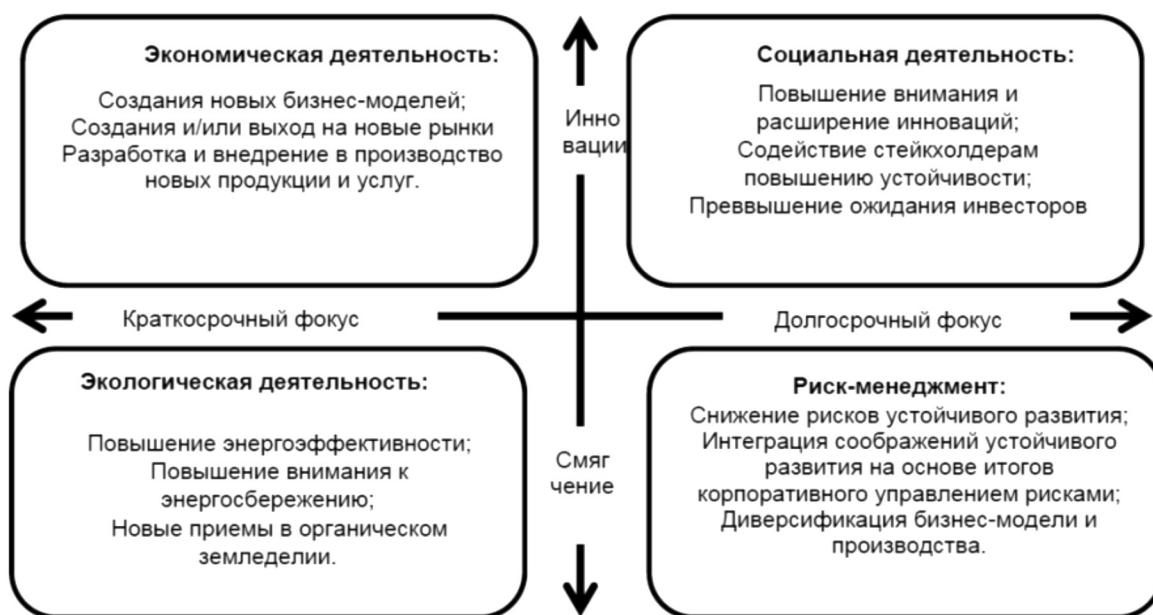 Экономическая деятельность:
Создания новых бизнес-моделей;
Создания и/или выход на новые рынки
Разработка и внедрение в производство
новых продукции и услуг.
Инно
вации
Социальная деятельность:
Повышение внимания и
расширение инноваций;
Содействие стейкхолдерам
повышению устойчивости;
Преввышение ожидания инвесторов
Краткосрочный фокус
Долгосрочный фокус
Экологическая деятельность:
Повышение энергоэффективности;
Повышение внимания к
энергосбережению;
Новые приемы в органическом
земледелии.
Смяг
чение
Риск-менеджмент:
Снижение рисков устойчивого развития;
Интеграция соображений устойчивого
развития на основе итогов
корпоративного управлением рисками;
Диверсификация бизнес-модели и
производства.